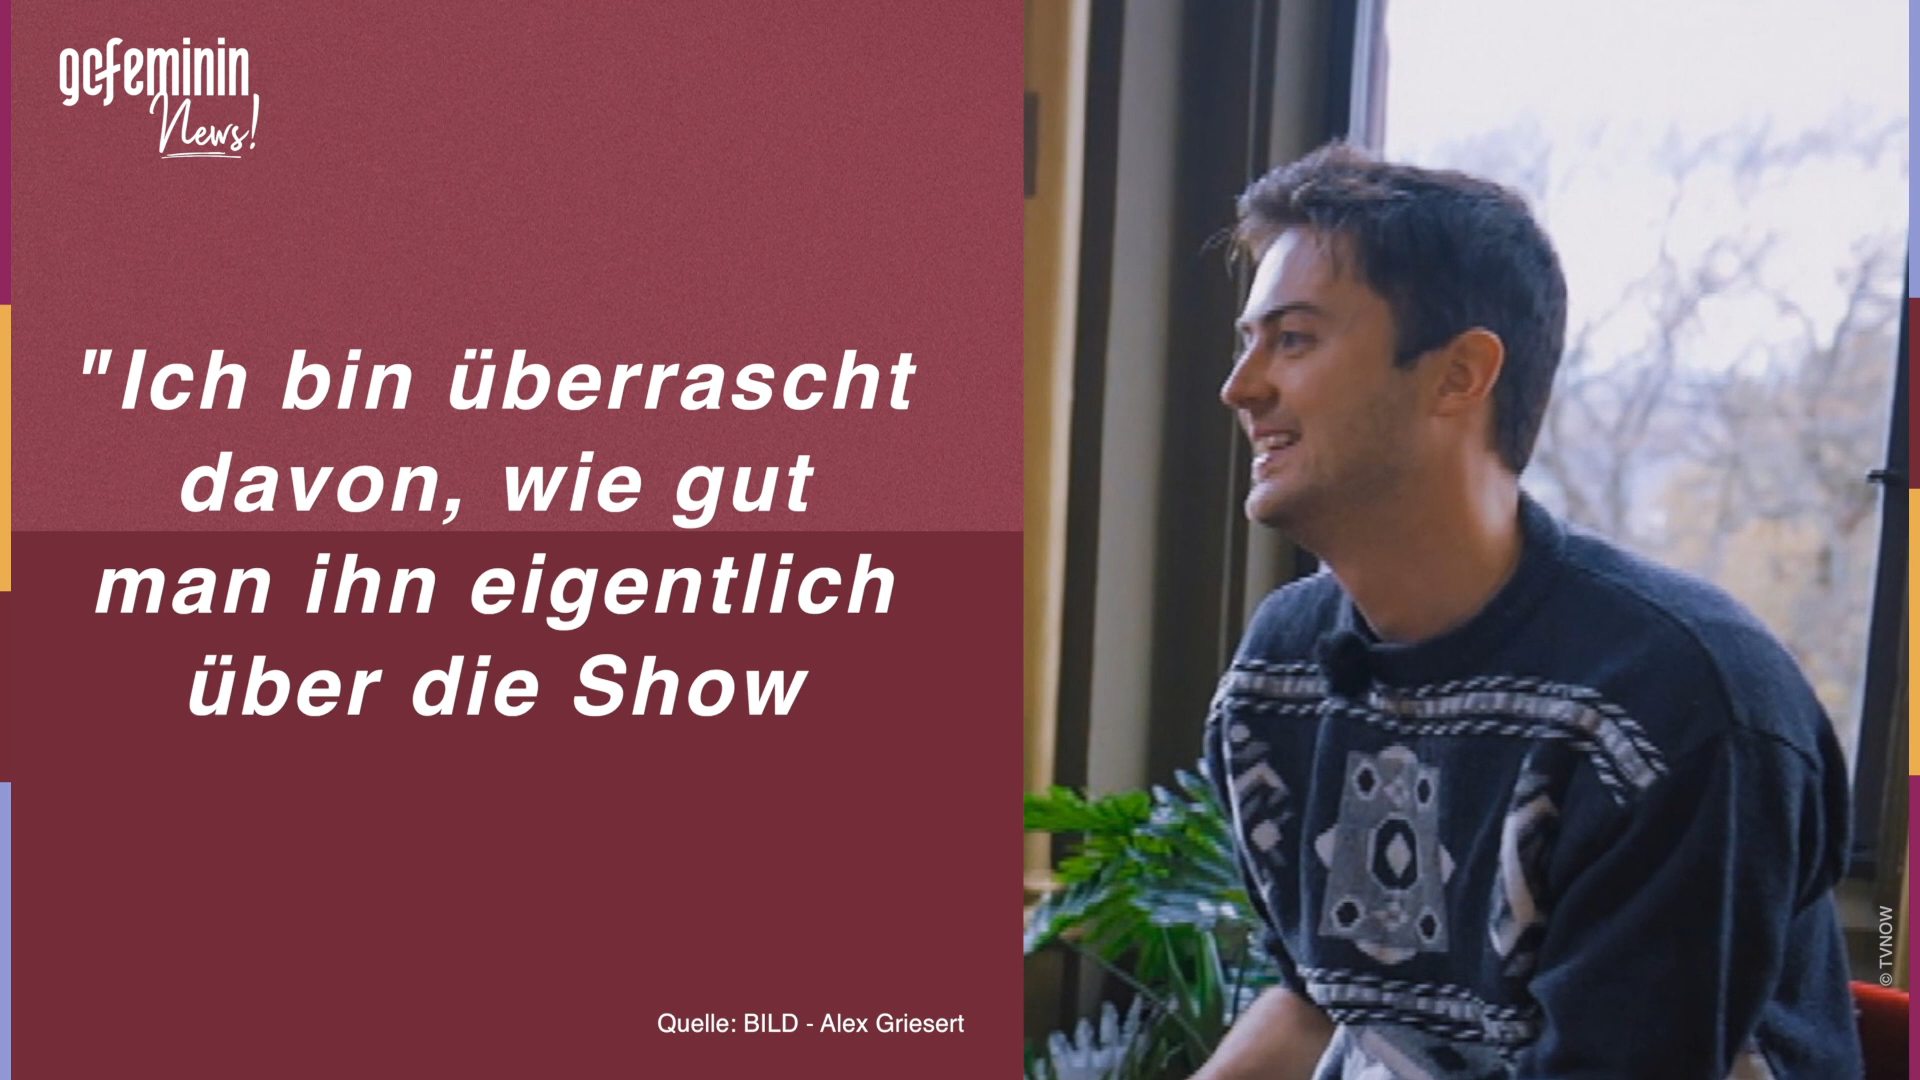 gofeminin
News!
"Ich bin überrascht
davon, wie gut
man ihn eigentlich
über die Show
Quelle: BILD - Alex Griesert
© TVNOW